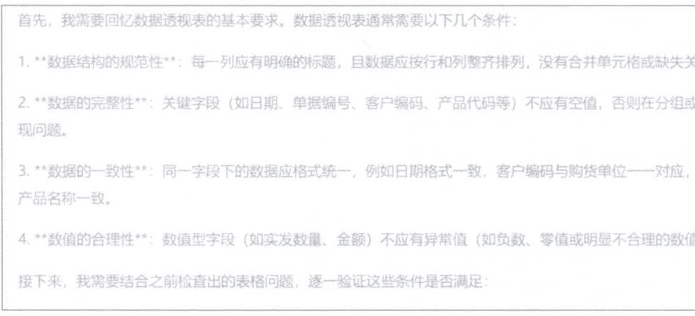 首先，我需要回忆数据透视表的基本要求。数据透视表通常需要以下几个条件：
1. **数据结构的规范性**：每一列应有明确的标题，且数据应按行和列整齐排列，没有合并单元格或缺失关
2. **数据的完整性**：关键字段（如日期、单据编号、客户编码、产品代码等）不应有空值，否则在分组或
现问题。
3. **数据的一致性**：同一字段下的数据应格式统一，例如日期格式一致，客户编码与购货单位一一对应，
产品名称一致。
4. **数值的合理性**：数值型字段（如实发数量、金额）不应有异常值（如负数、零值或明显不合理的数值
接下来，我需要结合之前检查出的表格问题，逐一验证这些条件是否满足：